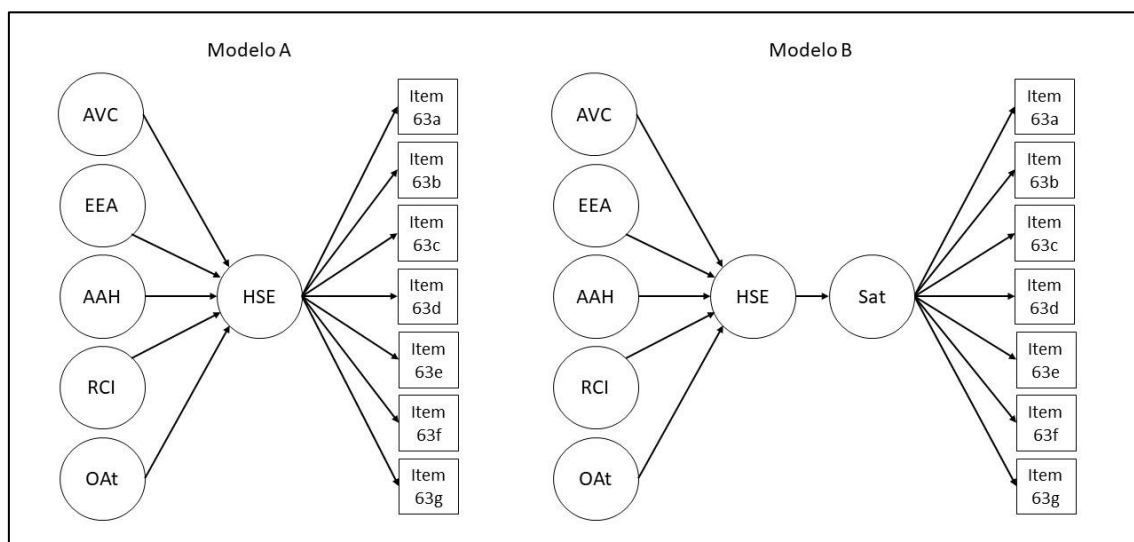 Modelo A
AVC
EEA
AAH
RCI
OAt
HSE
Item
63a
Item
63b
Item
63c
Item
63d
Item
63e
Item
63f
Item
63g
Modelo B
AVC
EEA
AAH
RCI
OAt
HSE
Sat
Item
63a
Item
63b
Item
63c
Item
63d
Item
63e
Item
63f
Item
63g